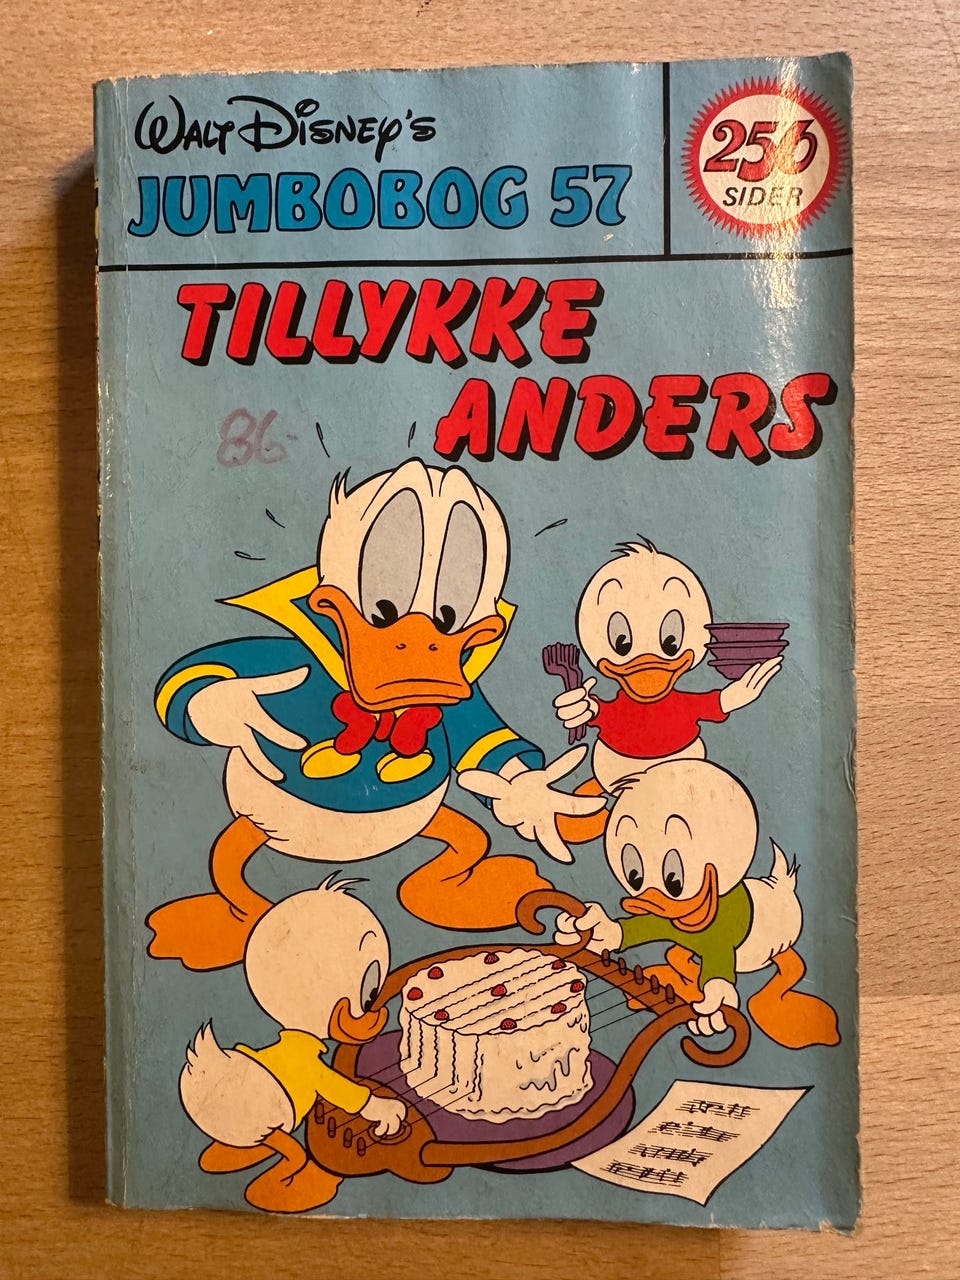 WALT DISNEY'S
JUMBOBOG 57
256
SIDER
TILLYKKE
ANDERS
86-